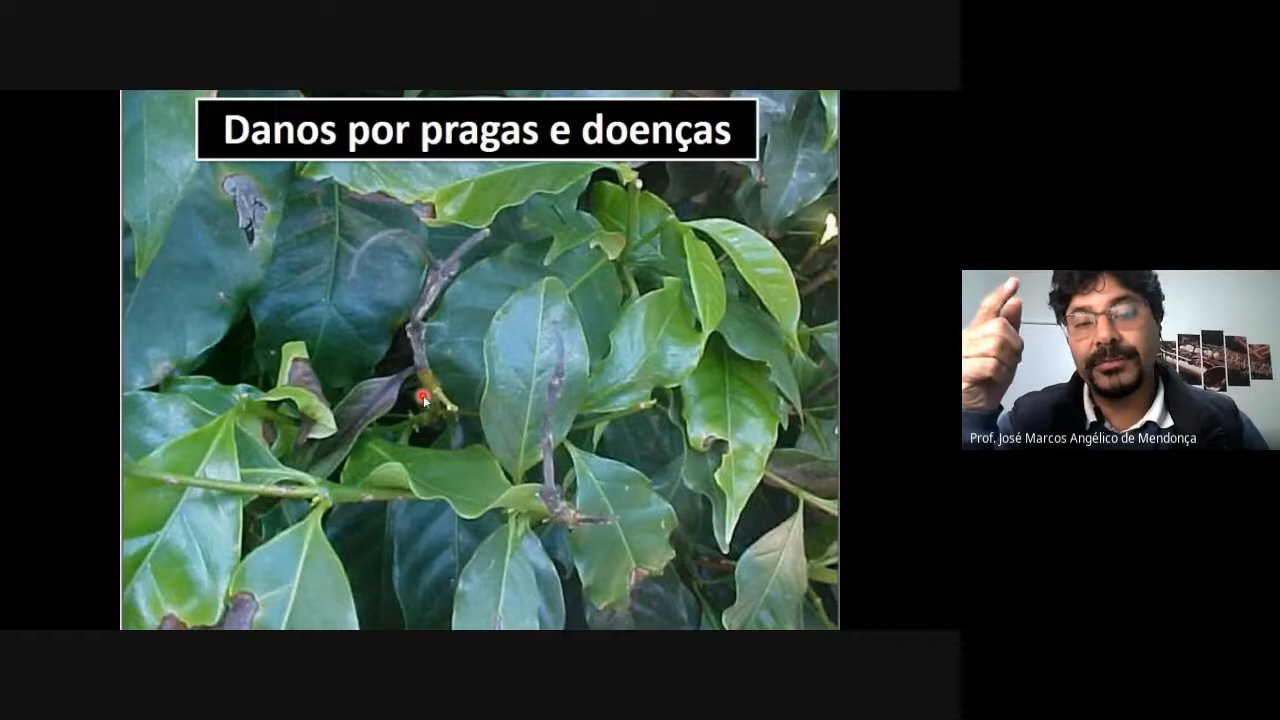 Danos por pragas e doenças
Prof. José Marcos Angélico de Mendonça